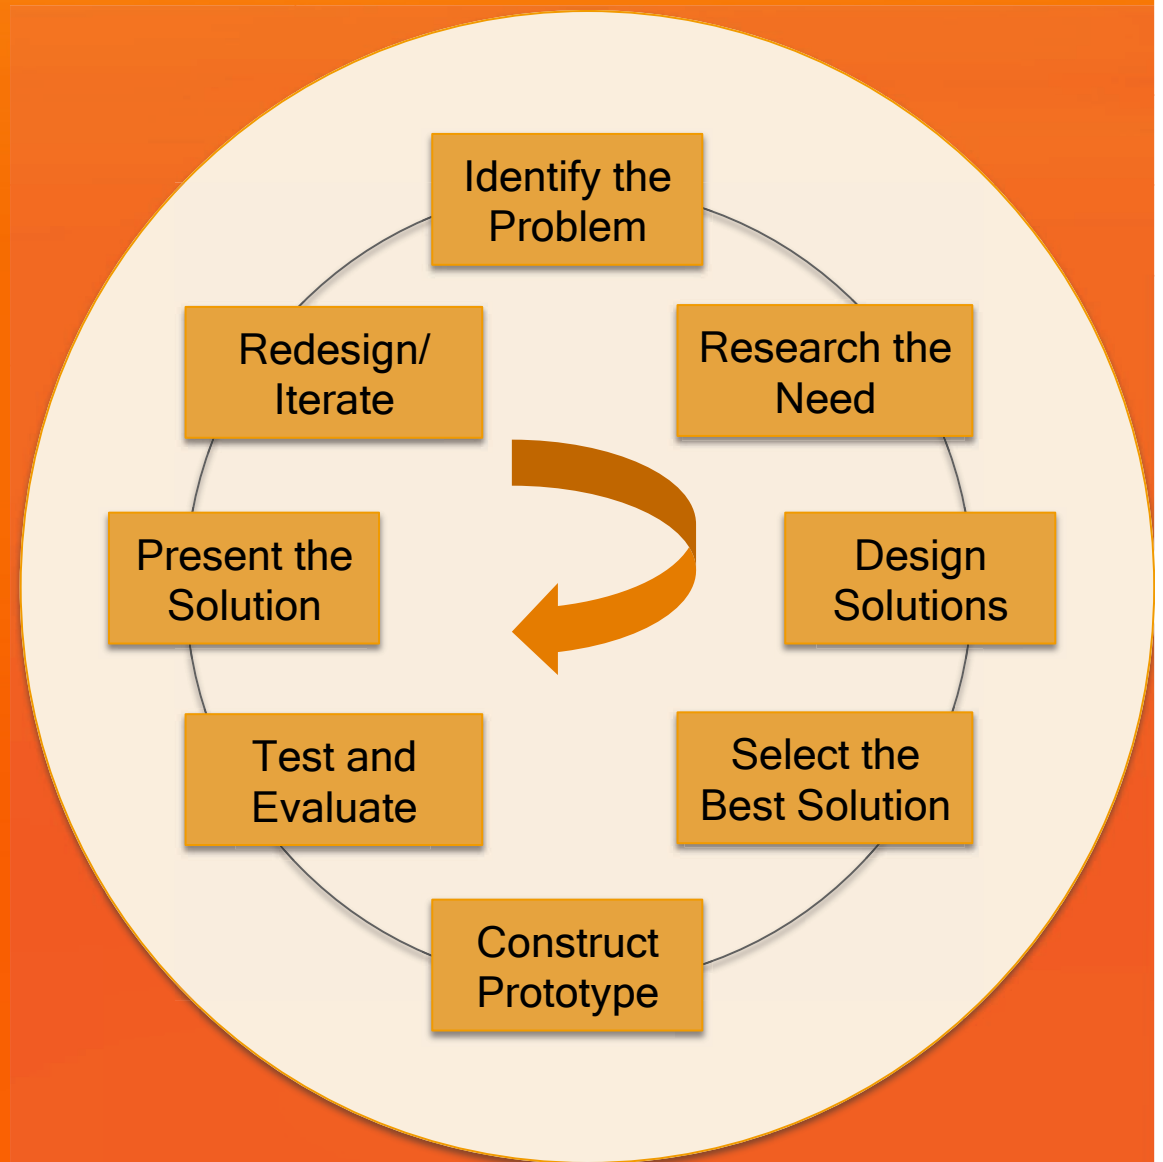 Identify the
Problem
Research the
Need
Design
Solutions
Select the
Best Solution
Construct
Prototype
Test and
Evaluate
Present the
Solution
Redesign/
Iterate